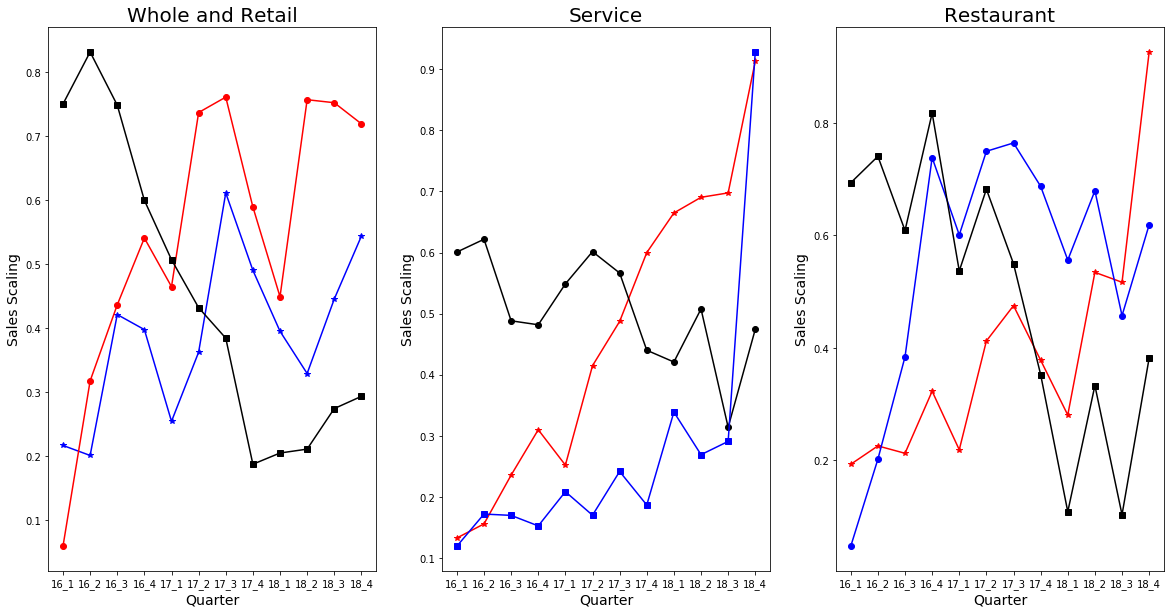 Whole and Retail
Sales Scaling
0.8
0.7
0.6
0.5
0.4
0.3
0.2
0.1
16_1 16_2 16_3 16_4 17_1 17_2 17_3 17_4 18_1 18_2 18_3 18_4
Quarter
Service
Sales Scaling
0.9
0.8
0.7
0.6
0.5
0.4
0.3
0.2
0.1
16_1 16_2 16_3 16_4 17_1 17_2 17_3 17_4 18_1 18_2 18_3 18_4
Quarter
Restaurant
Sales Scaling
0.8
0.6
0.4
0.2
16_1 16_2 16_3 16_4 17_1 17_2 17_3 17_4 18_1 18_2 18_3 18_4
Quarter